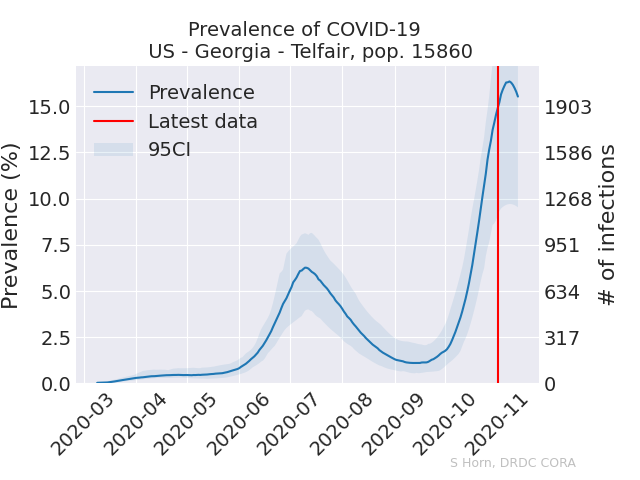 Prevalence of COVID-19
US - Georgia - Telfair, pop. 15860
Prevalence
Latest data
95CI
Prevalence (%)
15.0
12.5
10.0
7.5
5.0
2.5
0.0
# of infections
1903
1586
1268
951
634
317
0
2020-03
2020-04
2020-05
2020-06
2020-07
2020-08
2020-09
2020-10
2020-11
S Horn, DRDC CORA